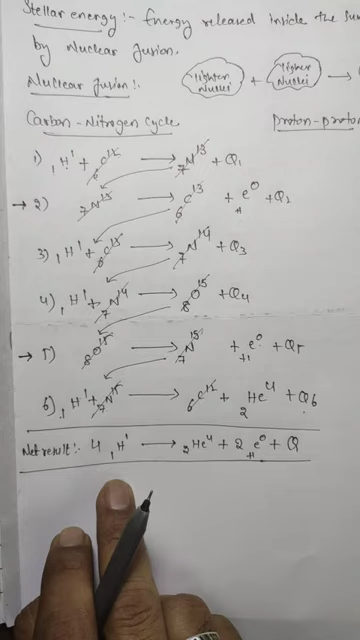 Stellar energy :- Energy released inside the sun
by Nuclear fusion.
Nuclear fusion :- Lighter Nuclei + Lighter Nuclei →
Carbon-Nitrogen Cycle
proton-proton
1) ₁H¹ + ₆C¹² → ₇N¹³ + Q₁
→ 2) ₇N¹³ → ₆C¹³ + ₊₁e⁰ + Q₂
3) ₁H¹ + ₆C¹³ → ₇N¹⁴ + Q₃
4) ₁H¹ + ₇N¹⁴ → ₈O¹⁵ + Q₄
→ 5) ₈O¹⁵ → ₇N¹⁵ + ₊₁e⁰ + Q₅
6) ₁H¹ + ₇N¹⁵ → ₆C¹² + ₂He⁴ + Q₆
Net result :- 4 ₁H¹ → ₂He⁴ + 2 ₊₁e⁰ + Q